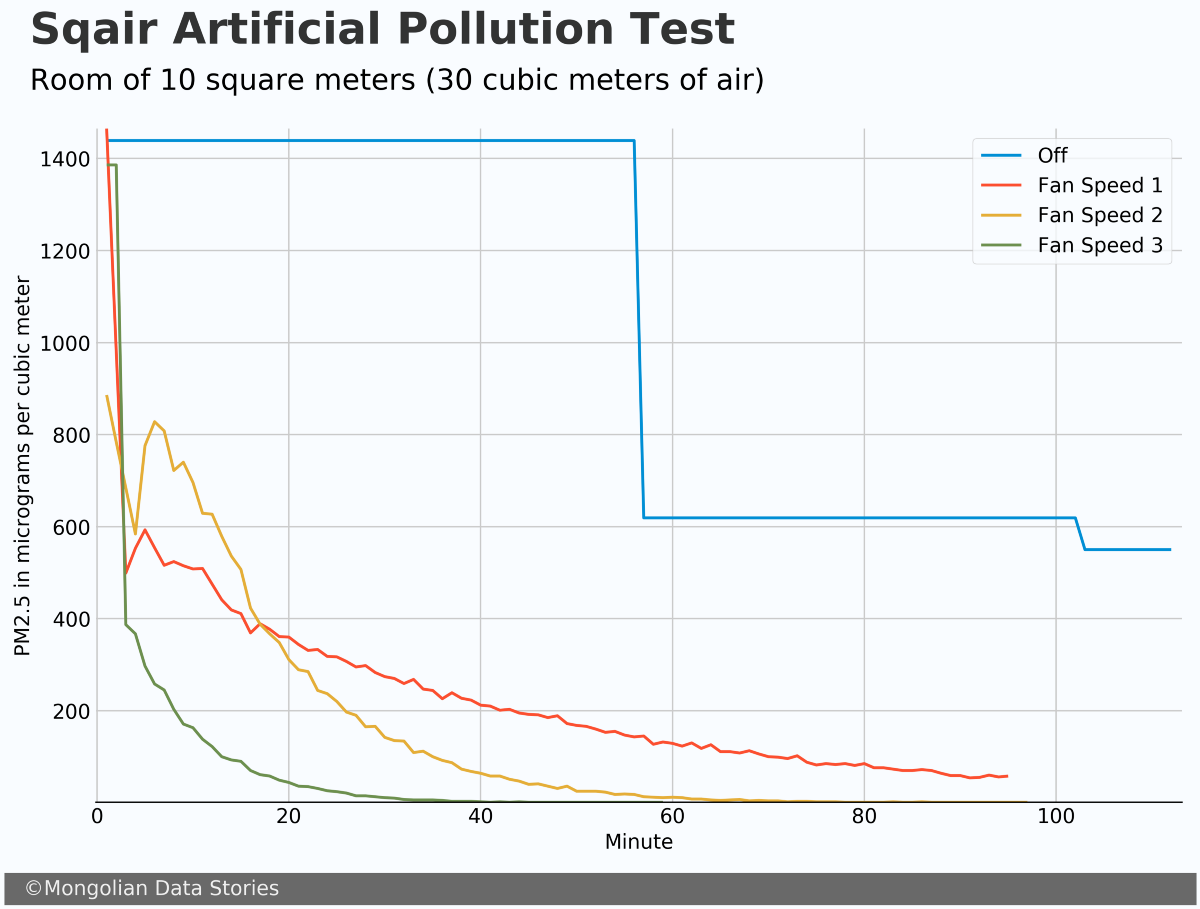 Sqair Artificial Pollution Test
Room of 10 square meters (30 cubic meters of air)
1400
1200
1000
800
600
400
200
PM2.5 in micrograms per cubic meter
Off
Fan Speed 1
Fan Speed 2
Fan Speed 3
0 20 40 60 80 100
Minute
©Mongolian Data Stories